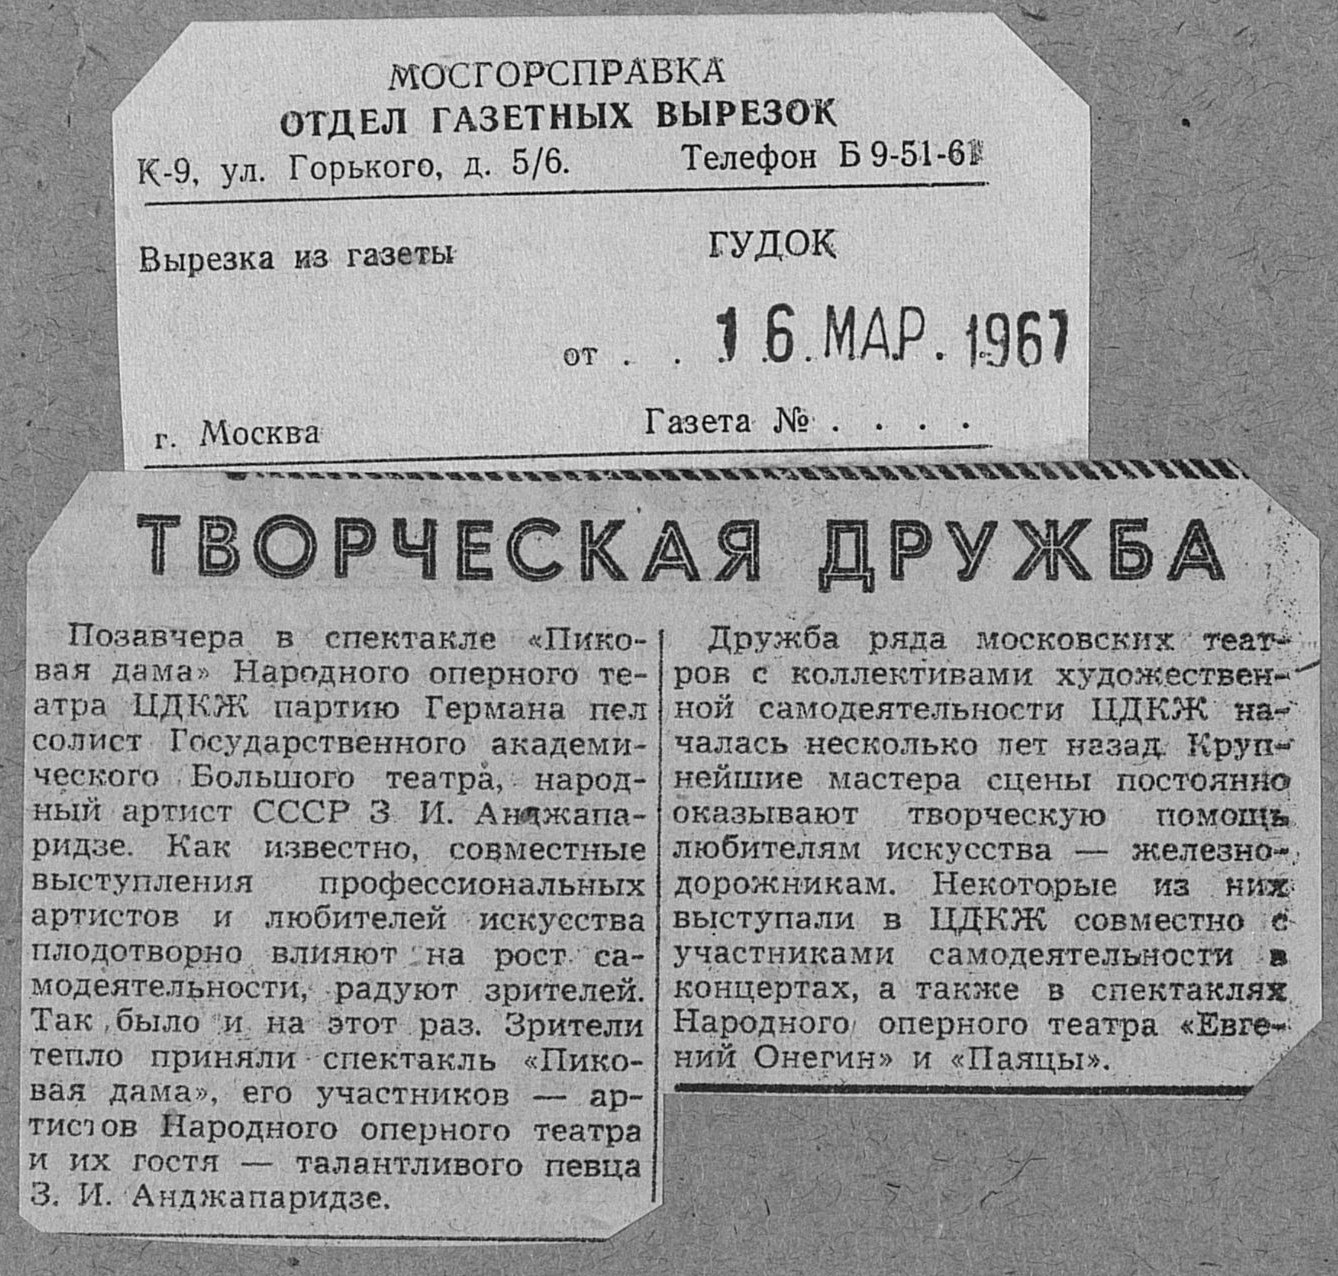 МОСГОРСПРАВКА
ОТДЕЛ ГАЗЕТНЫХ ВЫРЕЗОК
К-9, ул. Горького, д. 5/6. Телефон Б 9-51-61
Вырезка из газеты ГУДОК
от . . 16. МАР. 1967
г. Москва Газета № . . . .
ТВОРЧЕСКАЯ ДРУЖБА
Позавчера в спектакле «Пико-
вая дама» Народного оперного те-
атра ЦДКЖ партию Германа пел
солист Государственного академи-
ческого Большого театра, народ-
ный артист СССР З И. Анджапа-
ридзе. Как известно, совместные
выступления профессиональных
артистов и любителей искусства
плодотворно влияют на рост са-
модеятельности, радуют зрителей.
Так было и на этот раз. Зрители
тепло приняли спектакль «Пико-
вая дама», его участников — ар-
тистов Народного оперного театра
и их гостя — талантливого певца
З. И. Анджапаридзе.
Дружба ряда московских теат-
ров с коллективами художествен-
ной самодеятельности ЦДКЖ на-
чалась несколько лет назад. Круп-
нейшие мастера сцены постоянно
оказывают творческую помощь
любителям искусства — железно-
дорожникам. Некоторые из них
выступали в ЦДКЖ совместно с
участниками самодеятельности в
концертах, а также в спектаклях
Народного оперного театра «Евге-
ний Онегин» и «Паяцы».